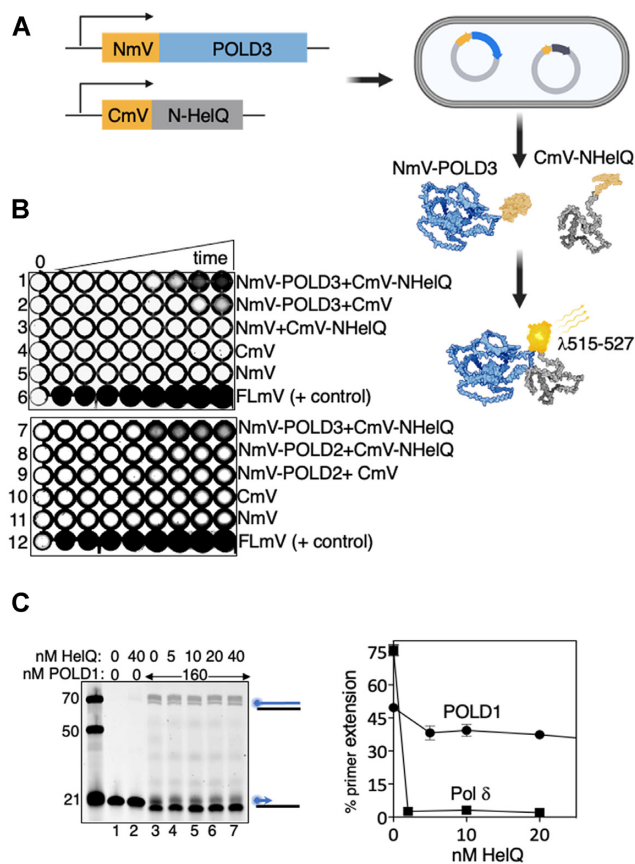 A
NmV POLD3
CmV N-HelQ
NmV-POLD3 CmV-NHelQ
λ515-527
B
0 time
1 NmV-POLD3+CmV-NHelQ
2 NmV-POLD3+CmV
3 NmV+CmV-NHelQ
4 CmV
5 NmV
6 FLmV (+ control)
7 NmV-POLD3+CmV-NHelQ
8 NmV-POLD2+CmV-NHelQ
9 NmV-POLD2+ CmV
10 CmV
11 NmV
12 FLmV (+ control)
C
nM HelQ: 0 40 0 5 10 20 40
nM POLD1: 0 0 160
70
50
21
1 2 3 4 5 6 7
% primer extension
75
60
45
30
15
0
POLD1
Pol δ
0 10 20
nM HelQ